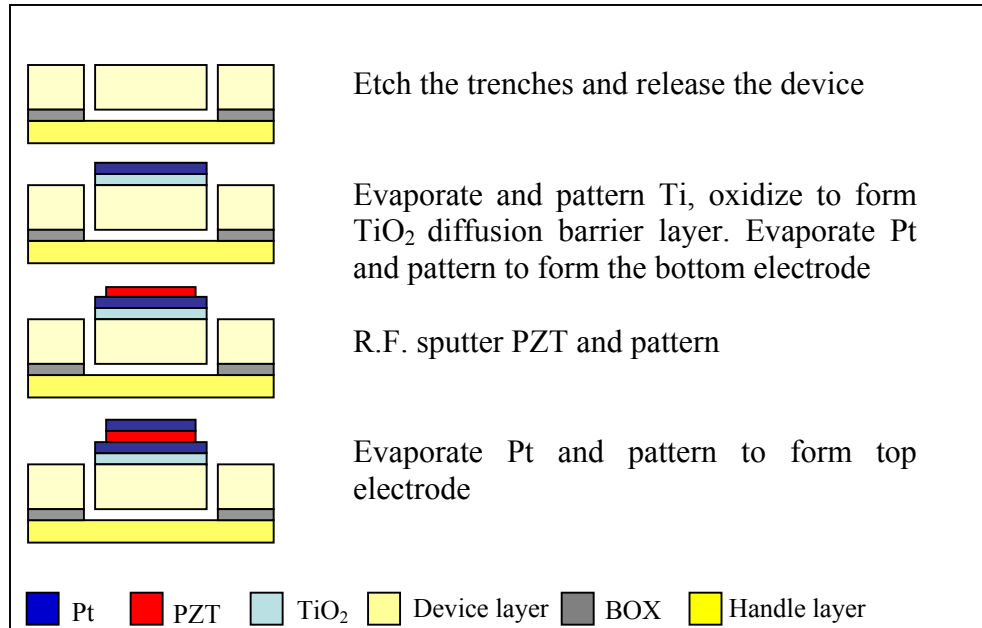 Etch the trenches and release the device
Evaporate and pattern Ti, oxidize to form
TiO₂ diffusion barrier layer. Evaporate Pt
and pattern to form the bottom electrode
R.F. sputter PZT and pattern
Evaporate Pt and pattern to form top
electrode
Pt PZT TiO₂ Device layer BOX Handle layer